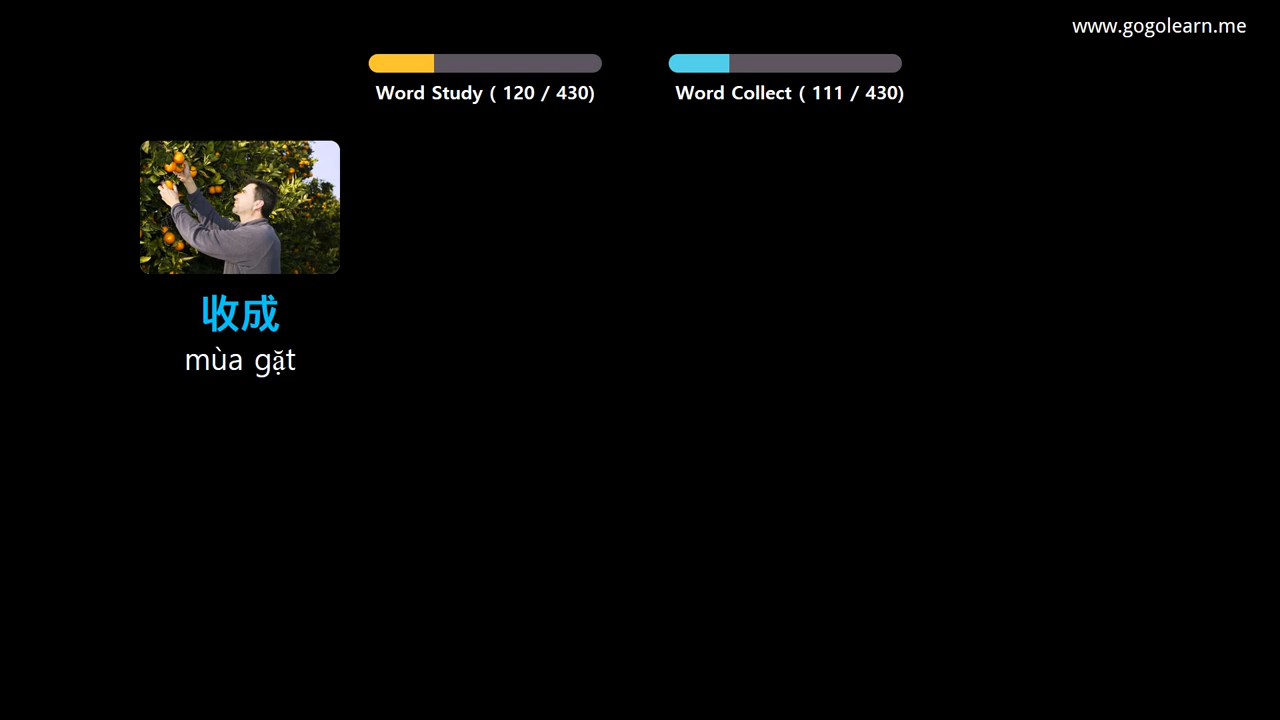 www.gogolearn.me
Word Study ( 120 / 430)
Word Collect ( 111 / 430)
收成
mùa gặt